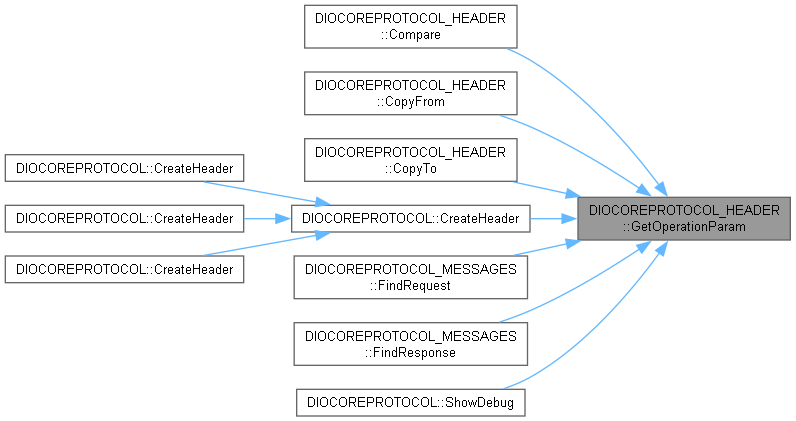 DIOCOREPROTOCOL_HEADER
::Compare
DIOCOREPROTOCOL_HEADER
::CopyFrom
DIOCOREPROTOCOL_HEADER
::CopyTo
DIOCOREPROTOCOL::CreateHeader
DIOCOREPROTOCOL::CreateHeader
DIOCOREPROTOCOL::CreateHeader
DIOCOREPROTOCOL::CreateHeader
DIOCOREPROTOCOL_HEADER
::GetOperationParam
DIOCOREPROTOCOL_MESSAGES
::FindRequest
DIOCOREPROTOCOL_MESSAGES
::FindResponse
DIOCOREPROTOCOL::ShowDebug